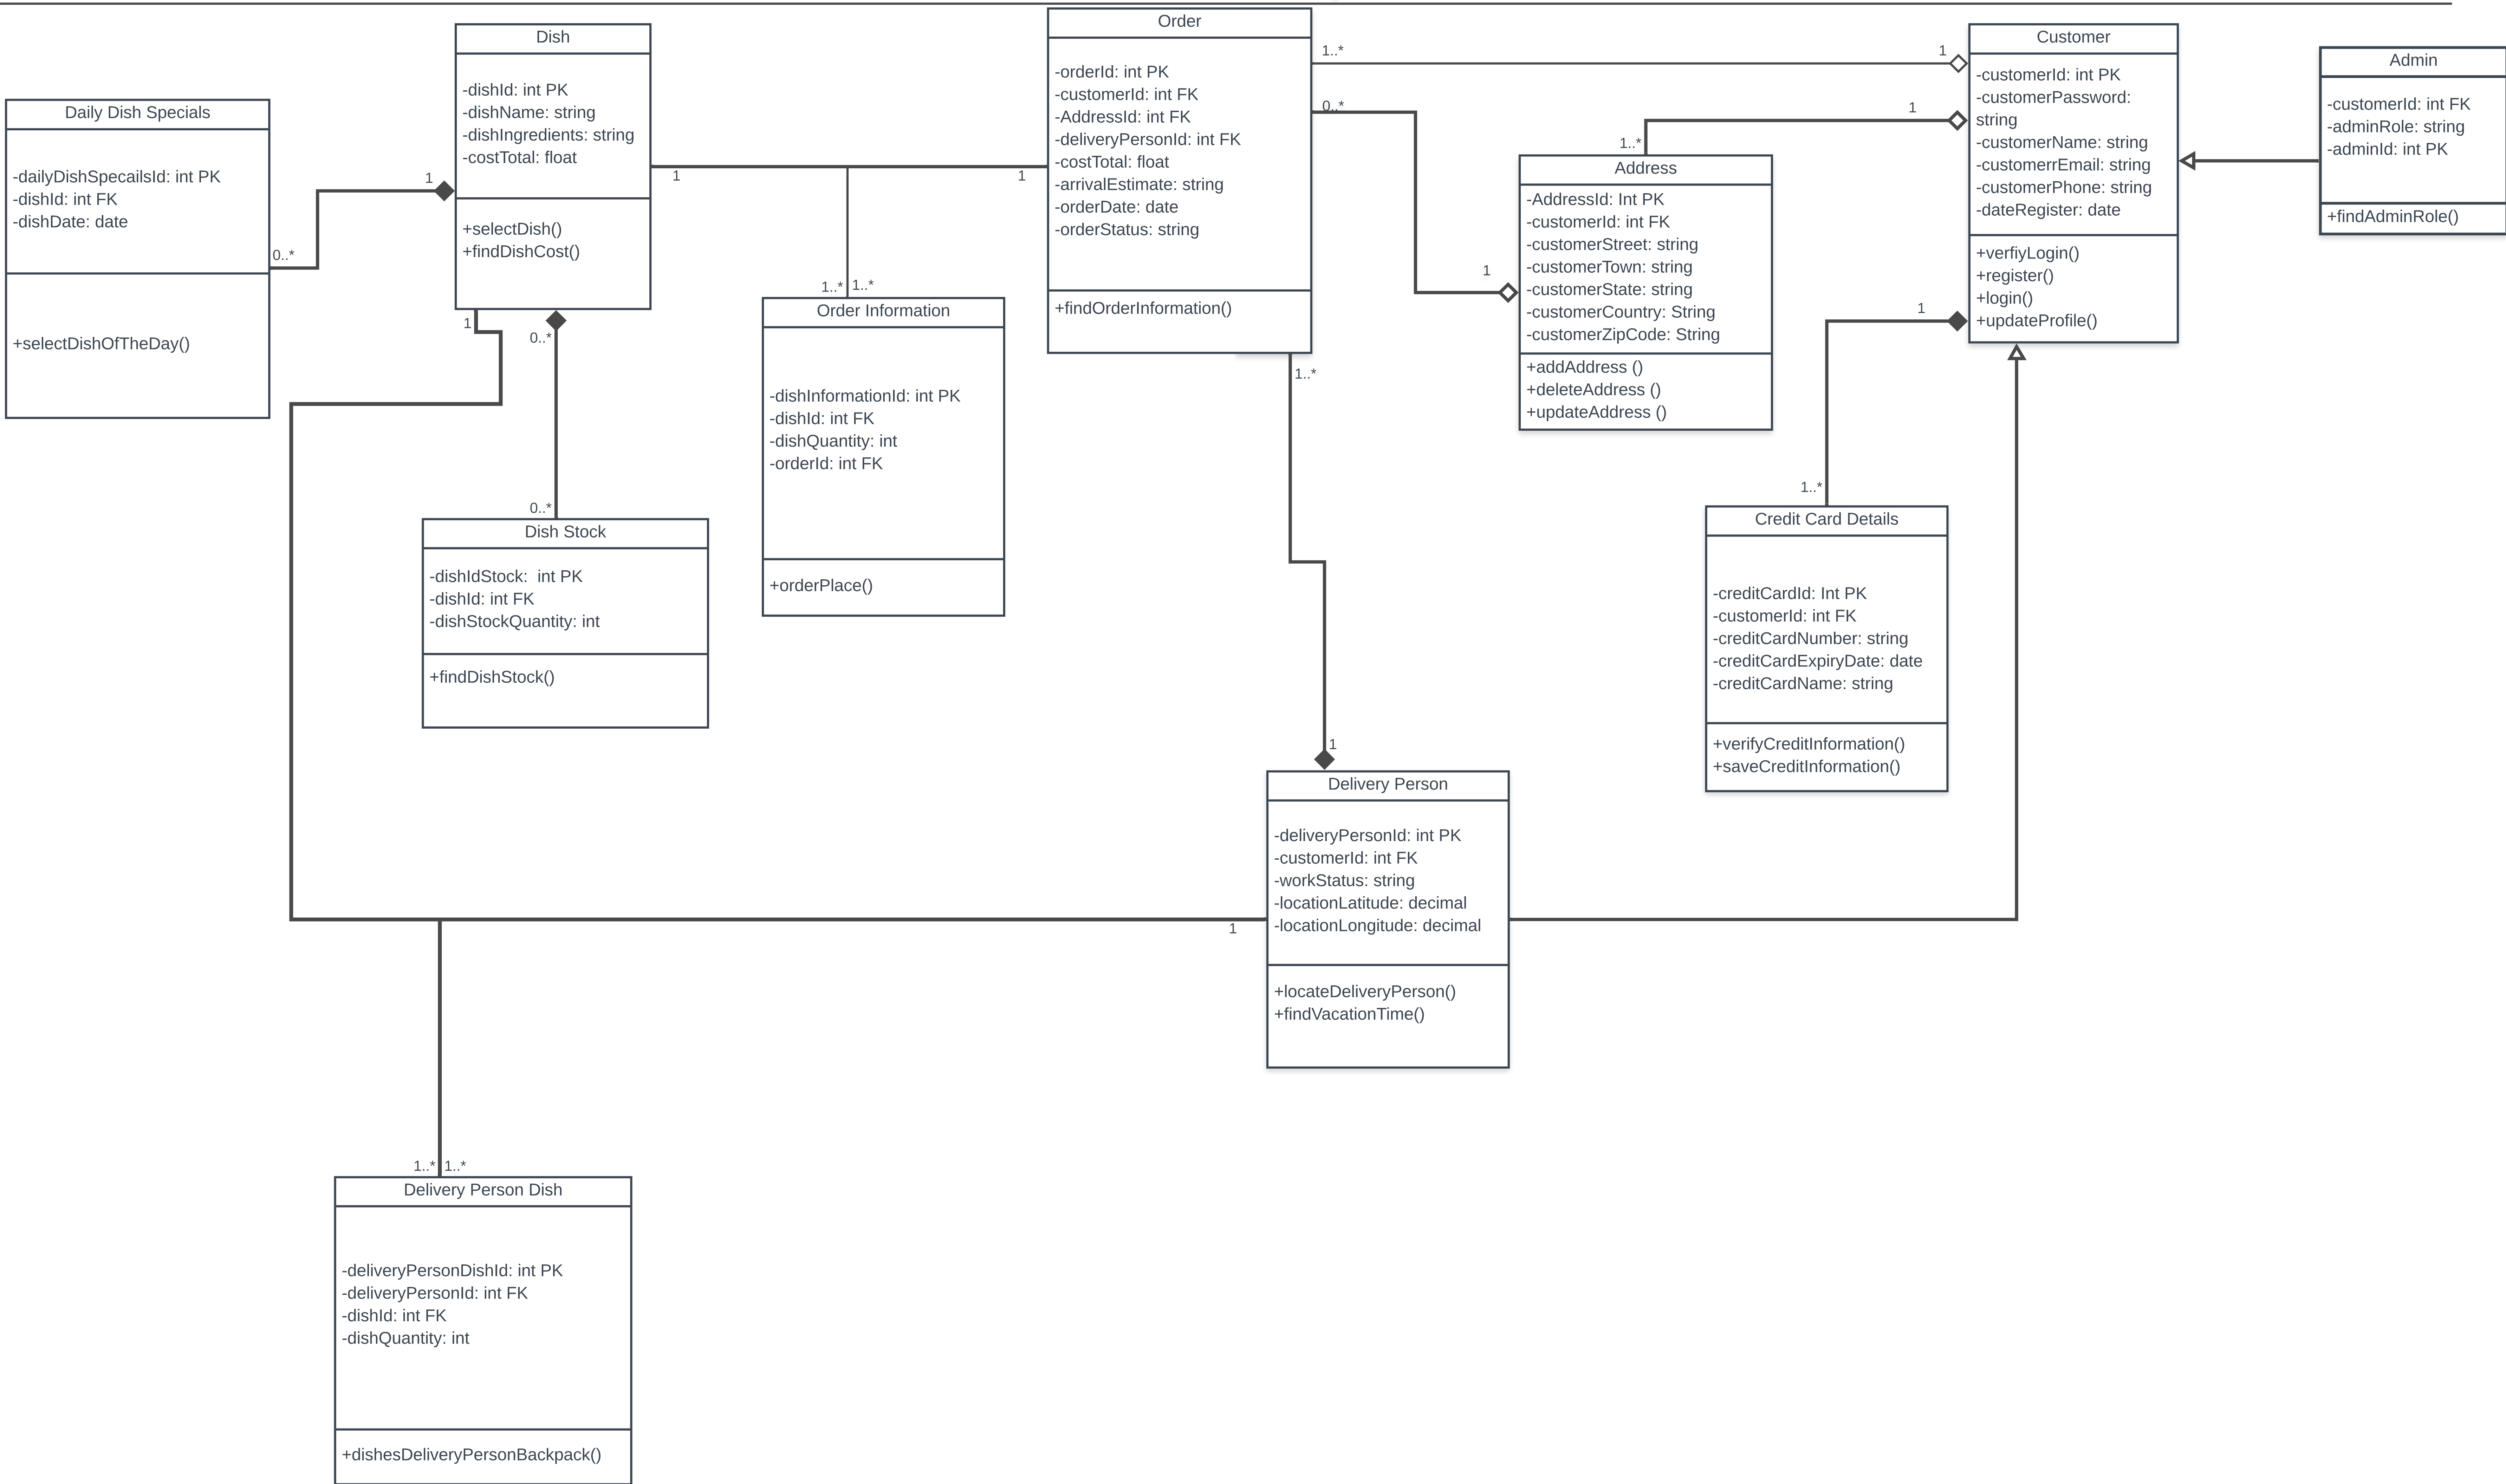 Daily Dish Specials
-dailyDishSpecailsId: int PK
-dishId: int FK
-dishDate: date
+selectDishOfTheDay()
0..*
1
Dish
-dishId: int PK
-dishName: string
-dishIngredients: string
-costTotal: float
+selectDish()
+findDishCost()
1
1
1
0..*
0..*
Dish Stock
-dishIdStock:  int PK
-dishId: int FK
-dishStockQuantity: int
+findDishStock()
1..*
1..*
Order Information
-dishInformationId: int PK
-dishId: int FK
-dishQuantity: int
-orderId: int FK
+orderPlace()
Order
-orderId: int PK
-customerId: int FK
-AddressId: int FK
-deliveryPersonId: int FK
-costTotal: float
-arrivalEstimate: string
-orderDate: date
-orderStatus: string
+findOrderInformation()
1..*
1
0..*
1
1..*
1
1..*
1
Address
-AddressId: Int PK
-customerId: int FK
-customerStreet: string
-customerTown: string
-customerState: string
-customerCountry: String
-customerZipCode: String
+addAddress ()
+deleteAddress ()
+updateAddress ()
Customer
-customerId: int PK
-customerPassword:
string
-customerName: string
-customerrEmail: string
-customerPhone: string
-dateRegister: date
+verfiyLogin()
+register()
+login()
+updateProfile()
Admin
-customerId: int FK
-adminRole: string
-adminId: int PK
+findAdminRole()
1
1..*
Credit Card Details
-creditCardId: Int PK
-customerId: int FK
-creditCardNumber: string
-creditCardExpiryDate: date
-creditCardName: string
+verifyCreditInformation()
+saveCreditInformation()
Delivery Person
-deliveryPersonId: int PK
-customerId: int FK
-workStatus: string
-locationLatitude: decimal
-locationLongitude: decimal
+locateDeliveryPerson()
+findVacationTime()
1
1..*
1..*
Delivery Person Dish
-deliveryPersonDishId: int PK
-deliveryPersonId: int FK
-dishId: int FK
-dishQuantity: int
+dishesDeliveryPersonBackpack()